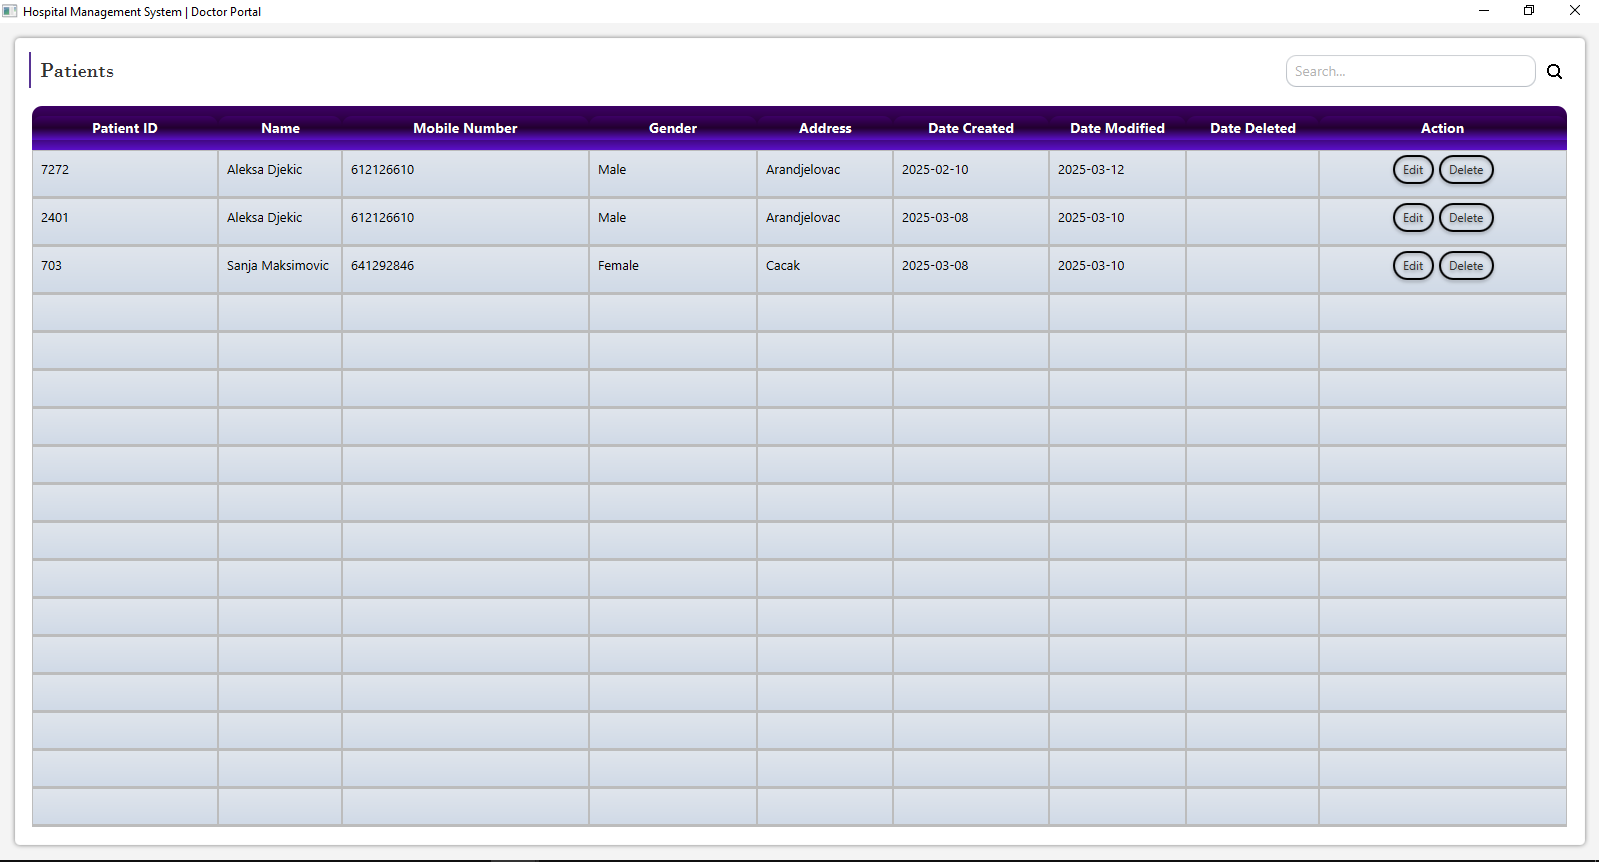 Hospital Management System | Doctor Portal
Patients
Search...
Patient ID Name Mobile Number Gender Address Date Created Date Modified Date Deleted Action
7272 Aleksa Djekic 612126610 Male Arandjelovac 2025-02-10 2025-03-12 Edit Delete
2401 Aleksa Djekic 612126610 Male Arandjelovac 2025-03-08 2025-03-10 Edit Delete
703 Sanja Maksimovic 641292846 Female Cacak 2025-03-08 2025-03-10 Edit Delete